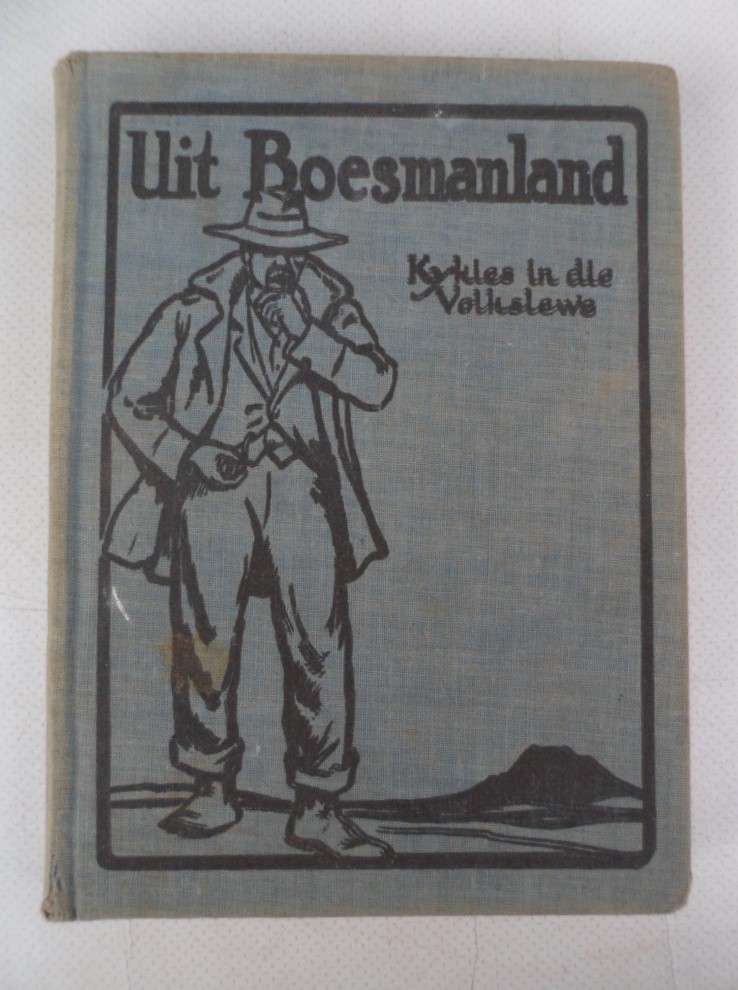 Uit Boesmanland
Kykies in die
Volkslewe